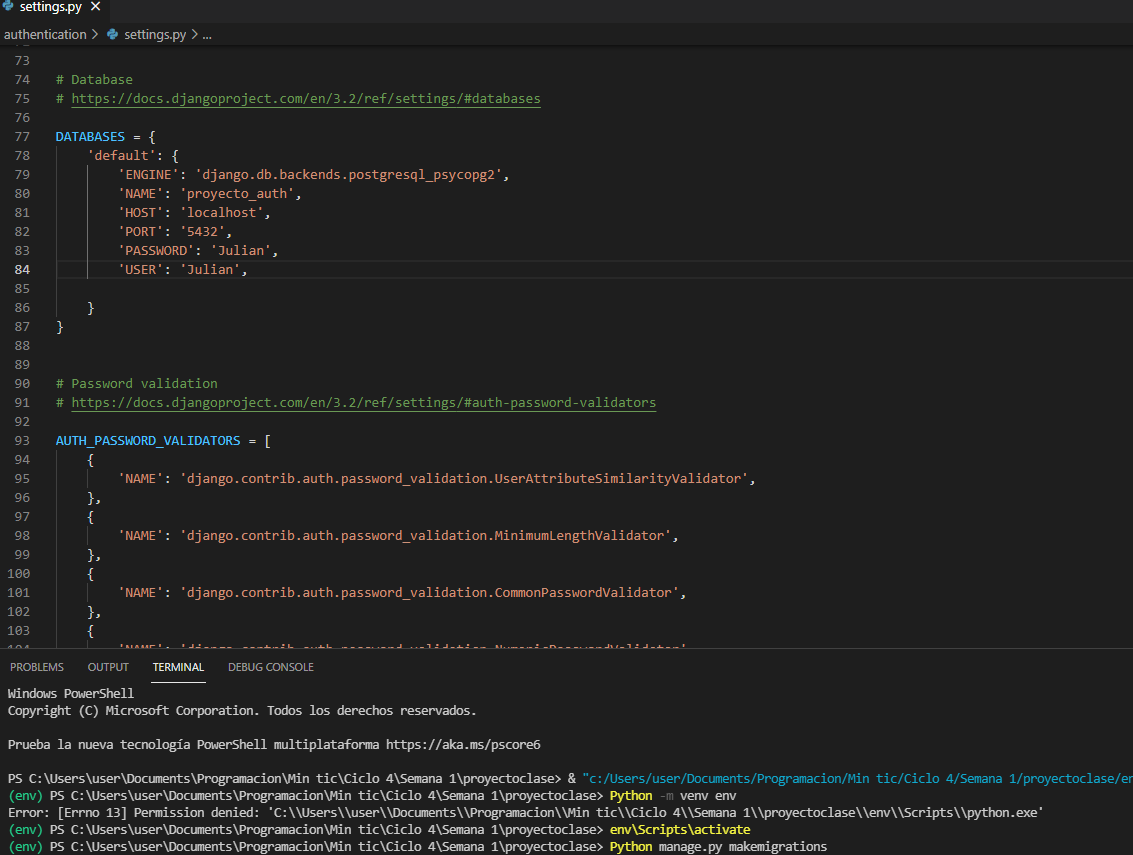 settings.py ×
authentication > settings.py > ...
73
74 # Database
75 # https://docs.djangoproject.com/en/3.2/ref/settings/#databases
76
77 DATABASES = {
78     'default': {
79         'ENGINE': 'django.db.backends.postgresql_psycopg2',
80         'NAME': 'proyecto_auth',
81         'HOST': 'localhost',
82         'PORT': '5432',
83         'PASSWORD': 'Julian',
84         'USER': 'Julian',
85
86     }
87 }
88
89
90 # Password validation
91 # https://docs.djangoproject.com/en/3.2/ref/settings/#auth-password-validators
92
93 AUTH_PASSWORD_VALIDATORS = [
94     {
95         'NAME': 'django.contrib.auth.password_validation.UserAttributeSimilarityValidator',
96     },
97     {
98         'NAME': 'django.contrib.auth.password_validation.MinimumLengthValidator',
99     },
100     {
101         'NAME': 'django.contrib.auth.password_validation.CommonPasswordValidator',
102     },
103     {
104         'NAME': 'django.contrib.auth.password_validation.NumericPasswordValidator'
PROBLEMS OUTPUT TERMINAL DEBUG CONSOLE
Windows PowerShell
Copyright (C) Microsoft Corporation. Todos los derechos reservados.
Prueba la nueva tecnología PowerShell multiplataforma https://aka.ms/pscore6
PS C:\Users\user\Documents\Programacion\Min tic\Ciclo 4\Semana 1\proyectoclase> & "c:/Users/user/Documents/Programacion/Min tic/Ciclo 4/Semana 1/proyectoclase/en
(env) PS C:\Users\user\Documents\Programacion\Min tic\Ciclo 4\Semana 1\proyectoclase> Python -m venv env
Error: [Errno 13] Permission denied: 'C:\\Users\\user\\Documents\\Programacion\\Min tic\\Ciclo 4\\Semana 1\\proyectoclase\\env\\Scripts\\python.exe'
(env) PS C:\Users\user\Documents\Programacion\Min tic\Ciclo 4\Semana 1\proyectoclase> env\Scripts\activate
(env) PS C:\Users\user\Documents\Programacion\Min tic\Ciclo 4\Semana 1\proyectoclase> Python manage.py makemigrations